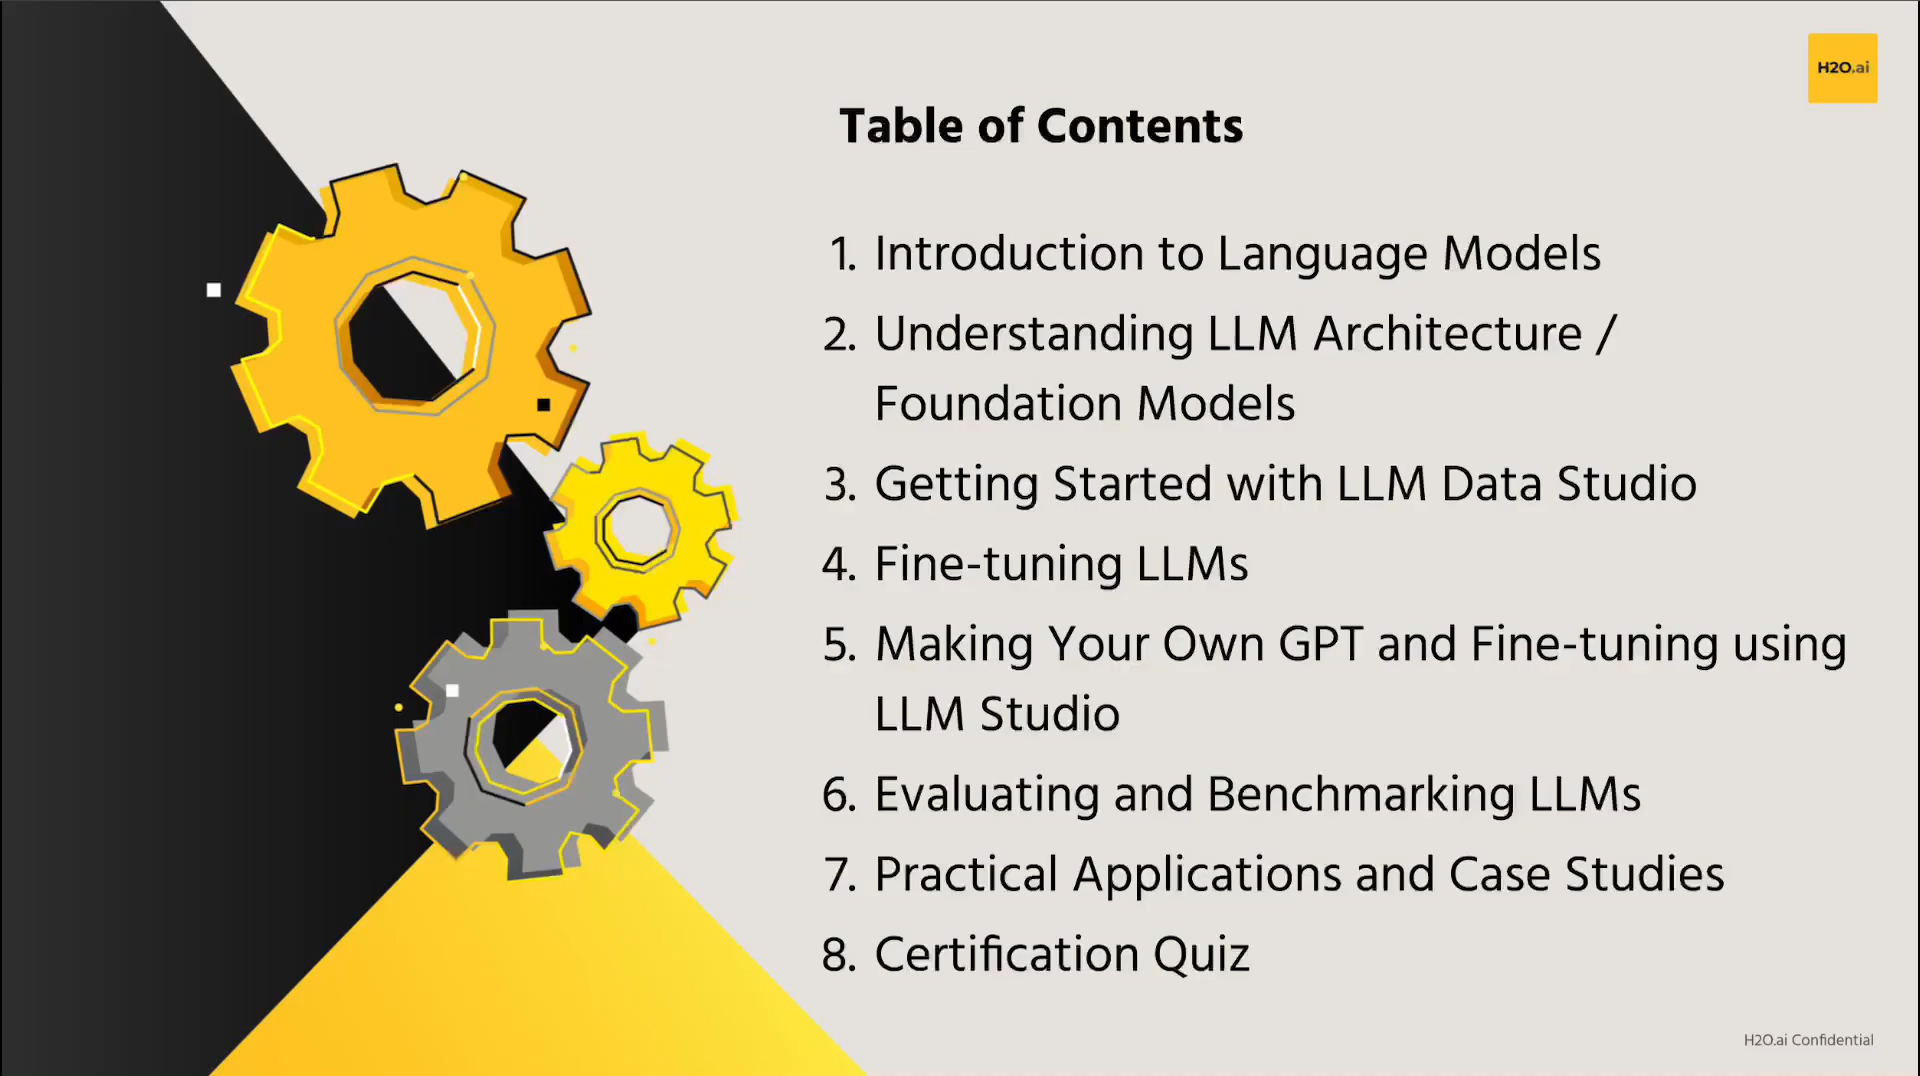 H2O.ai
Table of Contents
1. Introduction to Language Models
2. Understanding LLM Architecture /
Foundation Models
3. Getting Started with LLM Data Studio
4. Fine-tuning LLMs
5. Making Your Own GPT and Fine-tuning using
LLM Studio
6. Evaluating and Benchmarking LLMs
7. Practical Applications and Case Studies
8. Certification Quiz
H2O.ai Confidential